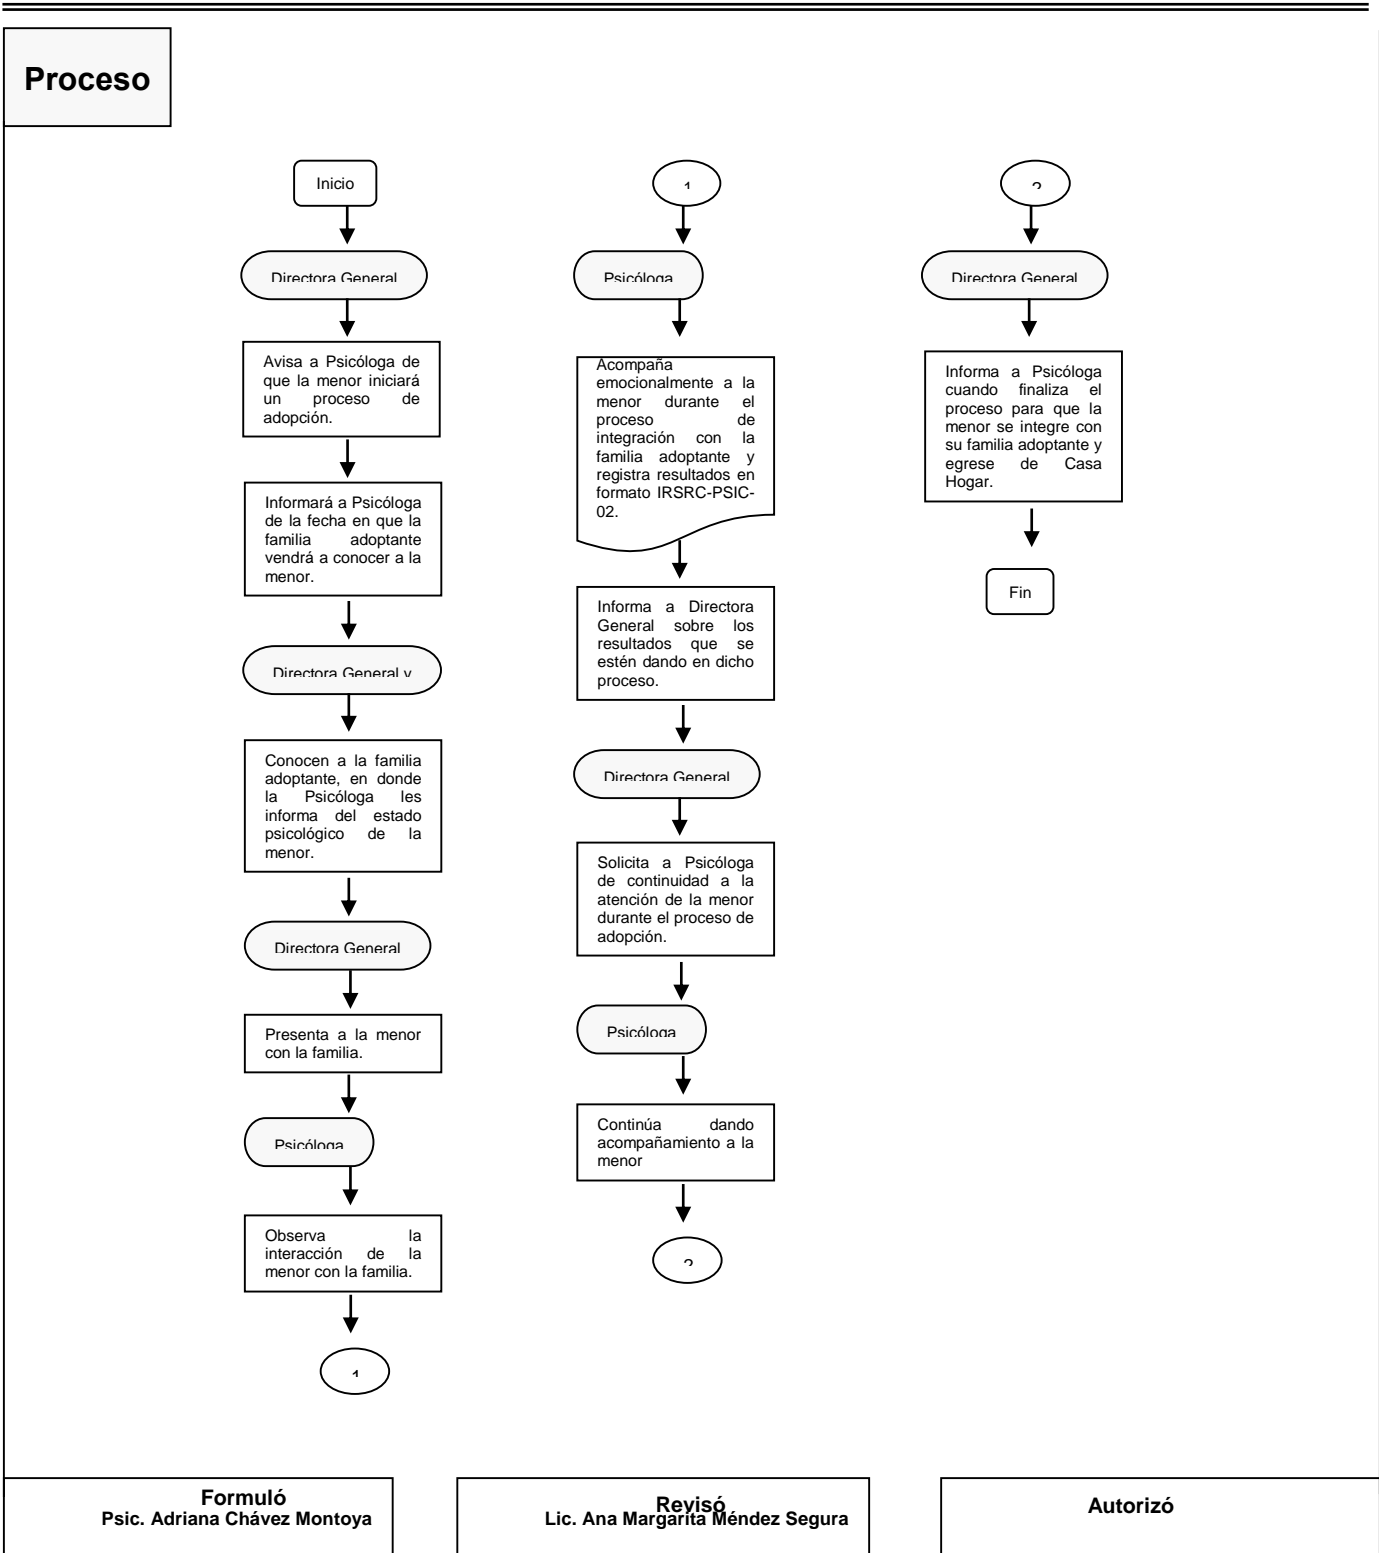 Proceso
Inicio
Directora General
Avisa a Psicóloga de
que la menor iniciará
un proceso de
adopción.
Informará a Psicóloga
de la fecha en que la
familia adoptante
vendrá a conocer a la
menor.
Directora General y
Conocen a la familia
adoptante, en donde
la Psicóloga les
informa del estado
psicológico de la
menor.
Directora General
Presenta a la menor
con la familia.
Psicóloga
Observa la
interacción de la
menor con la familia.
1
1
Psicóloga
Acompaña
emocionalmente a la
menor durante el
proceso de
integración con la
familia adoptante y
registra resultados en
formato IRSRC-PSIC-
02.
Informa a Directora
General sobre los
resultados que se
estén dando en dicho
proceso.
Directora General
Solicita a Psicóloga
de continuidad a la
atención de la menor
durante el proceso de
adopción.
Psicóloga
Continúa dando
acompañamiento a la
menor
2
2
Directora General
Informa a Psicóloga
cuando finaliza el
proceso para que la
menor se integre con
su familia adoptante y
egrese de Casa
Hogar.
Fin
Formuló
Psic. Adriana Chávez Montoya
Revisó
Lic. Ana Margarita Méndez Segura
Autorizó